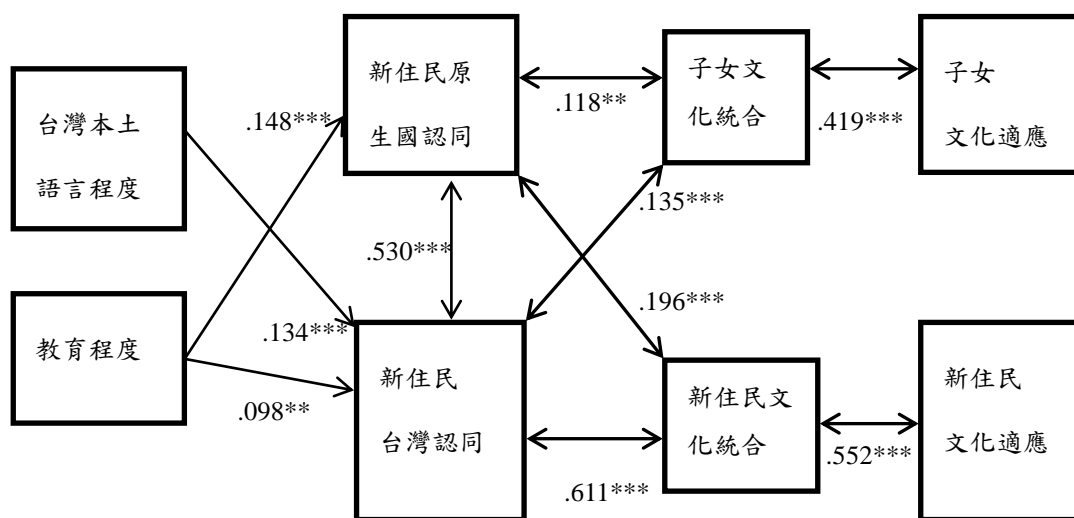 台灣本土
語言程度
教育程度
新住民原
生國認同
新住民
台灣認同
子女文
化統合
新住民文
化統合
子女
文化適應
新住民
文化適應
.148***
.118**
.419***
.135***
.530***
.196***
.134***
.098**
.611***
.552***